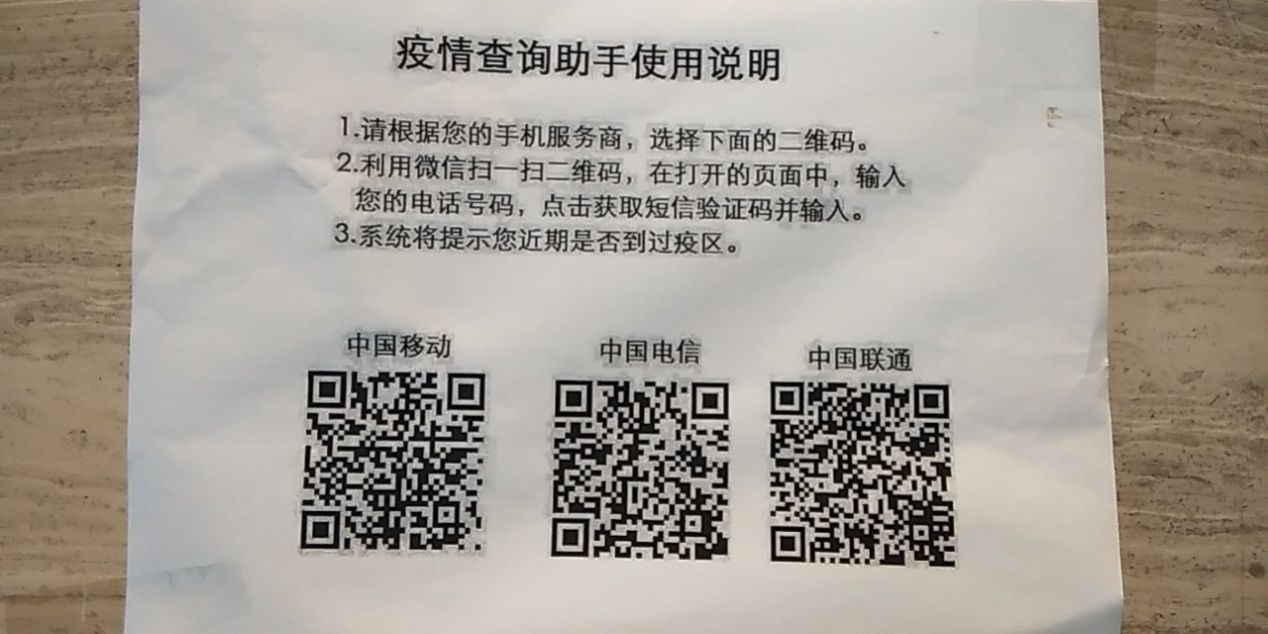 疫情查询助手使用说明
1.请根据您的手机服务商，选择下面的二维码。
2.利用微信扫一扫二维码，在打开的页面中，输入
您的电话号码，点击获取短信验证码并输入。
3.系统将提示您近期是否到过疫区。
中国移动 中国电信 中国联通